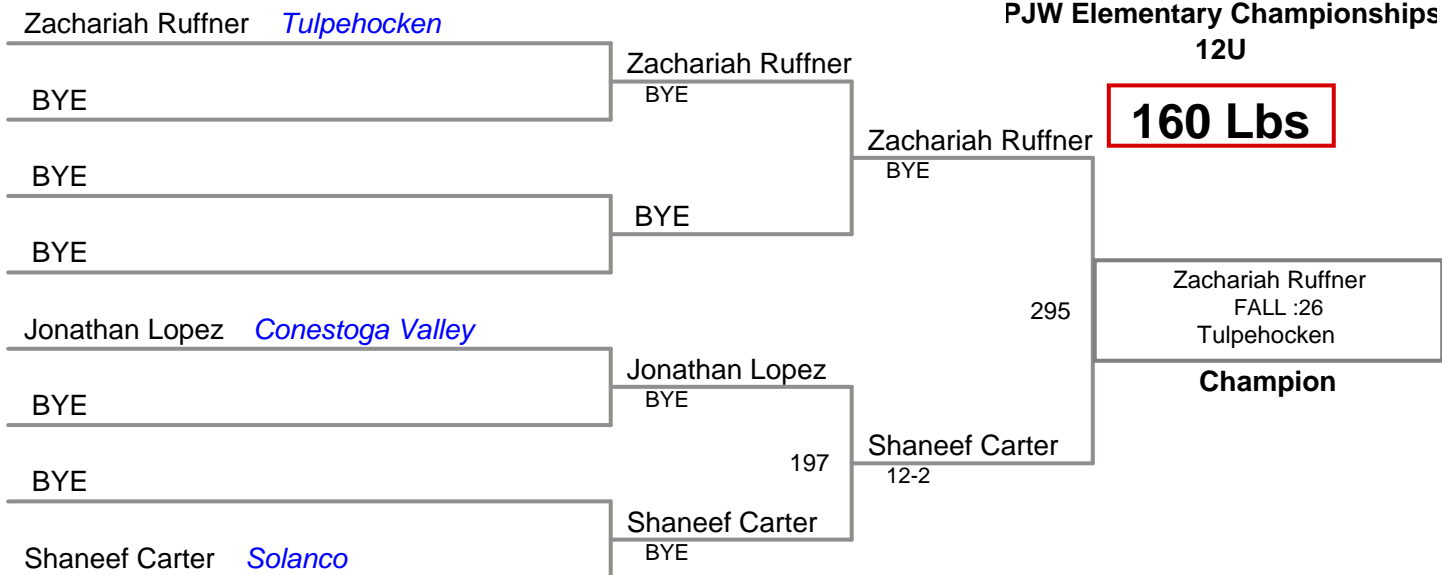 PJW Elementary Championships
12U
160 Lbs
Zachariah Ruffner Tulpehocken
BYE
BYE
BYE
Jonathan Lopez Conestoga Valley
BYE
BYE
Shaneef Carter Solanco
Zachariah Ruffner
BYE
BYE
Jonathan Lopez
BYE
197
Shaneef Carter
BYE
Zachariah Ruffner
BYE
295
Shaneef Carter
12-2
Zachariah Ruffner
FALL :26
Tulpehocken
Champion